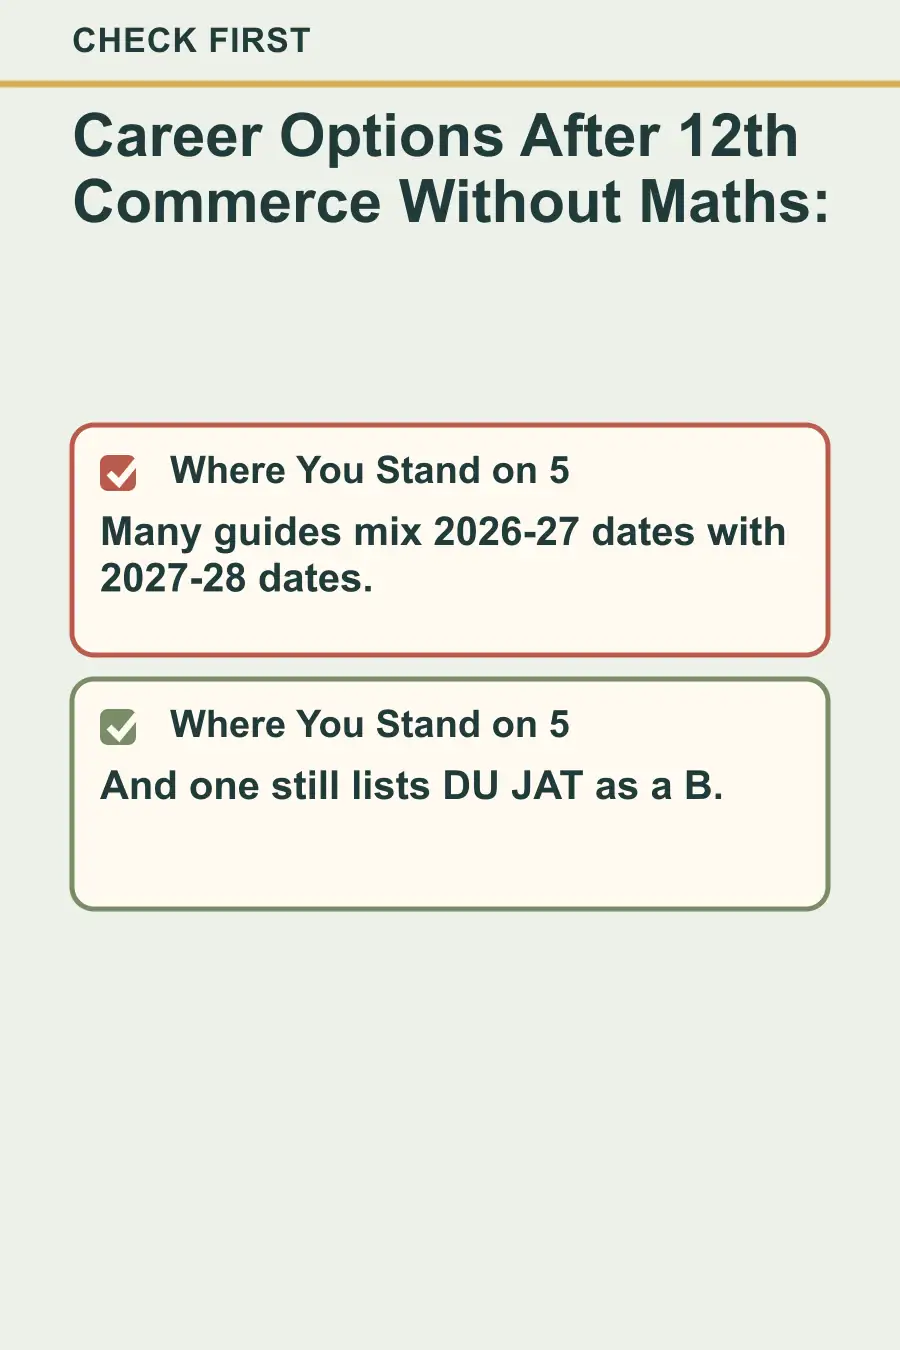 CHECK FIRST
Career Options After 12th
Commerce Without Maths:
Where You Stand on 5
Many guides mix 2026-27 dates with
2027-28 dates.
Where You Stand on 5
And one still lists DU JAT as a B.